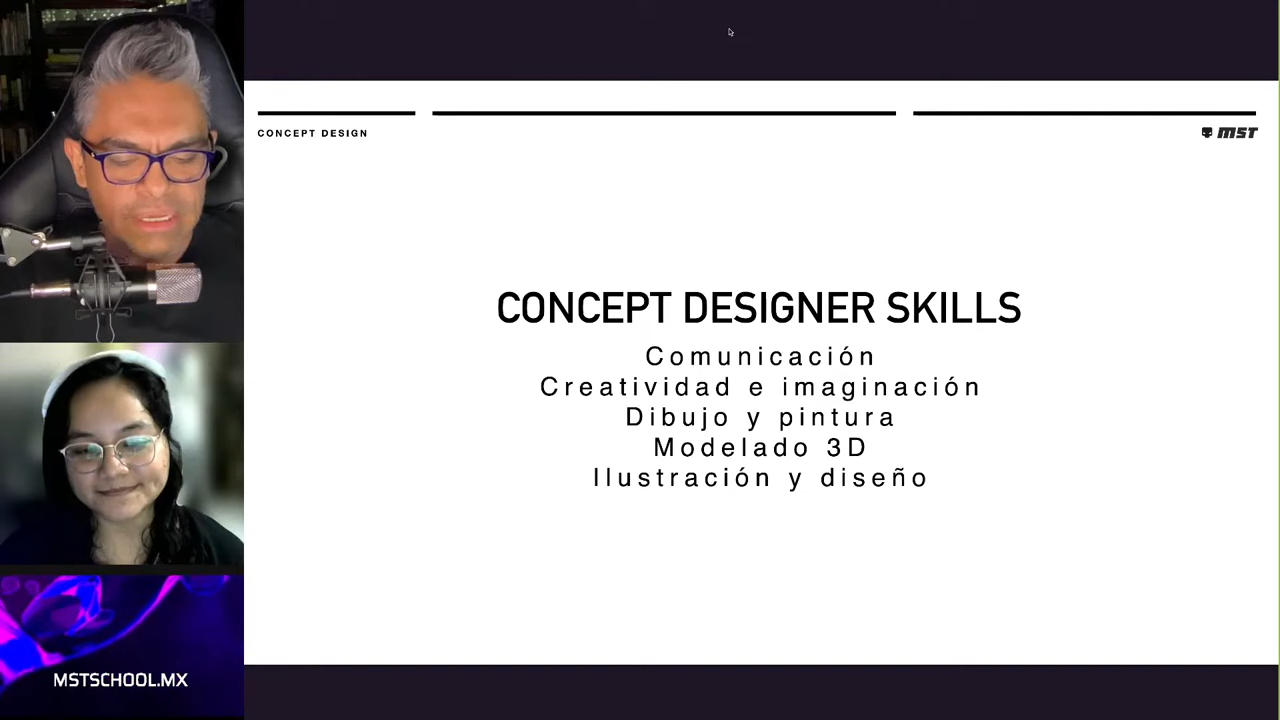 CONCEPT DESIGN
MST
CONCEPT DESIGNER SKILLS
Comunicación
Creatividad e imaginación
Dibujo y pintura
Modelado 3D
Ilustración y diseño
MSTSCHOOL.MX